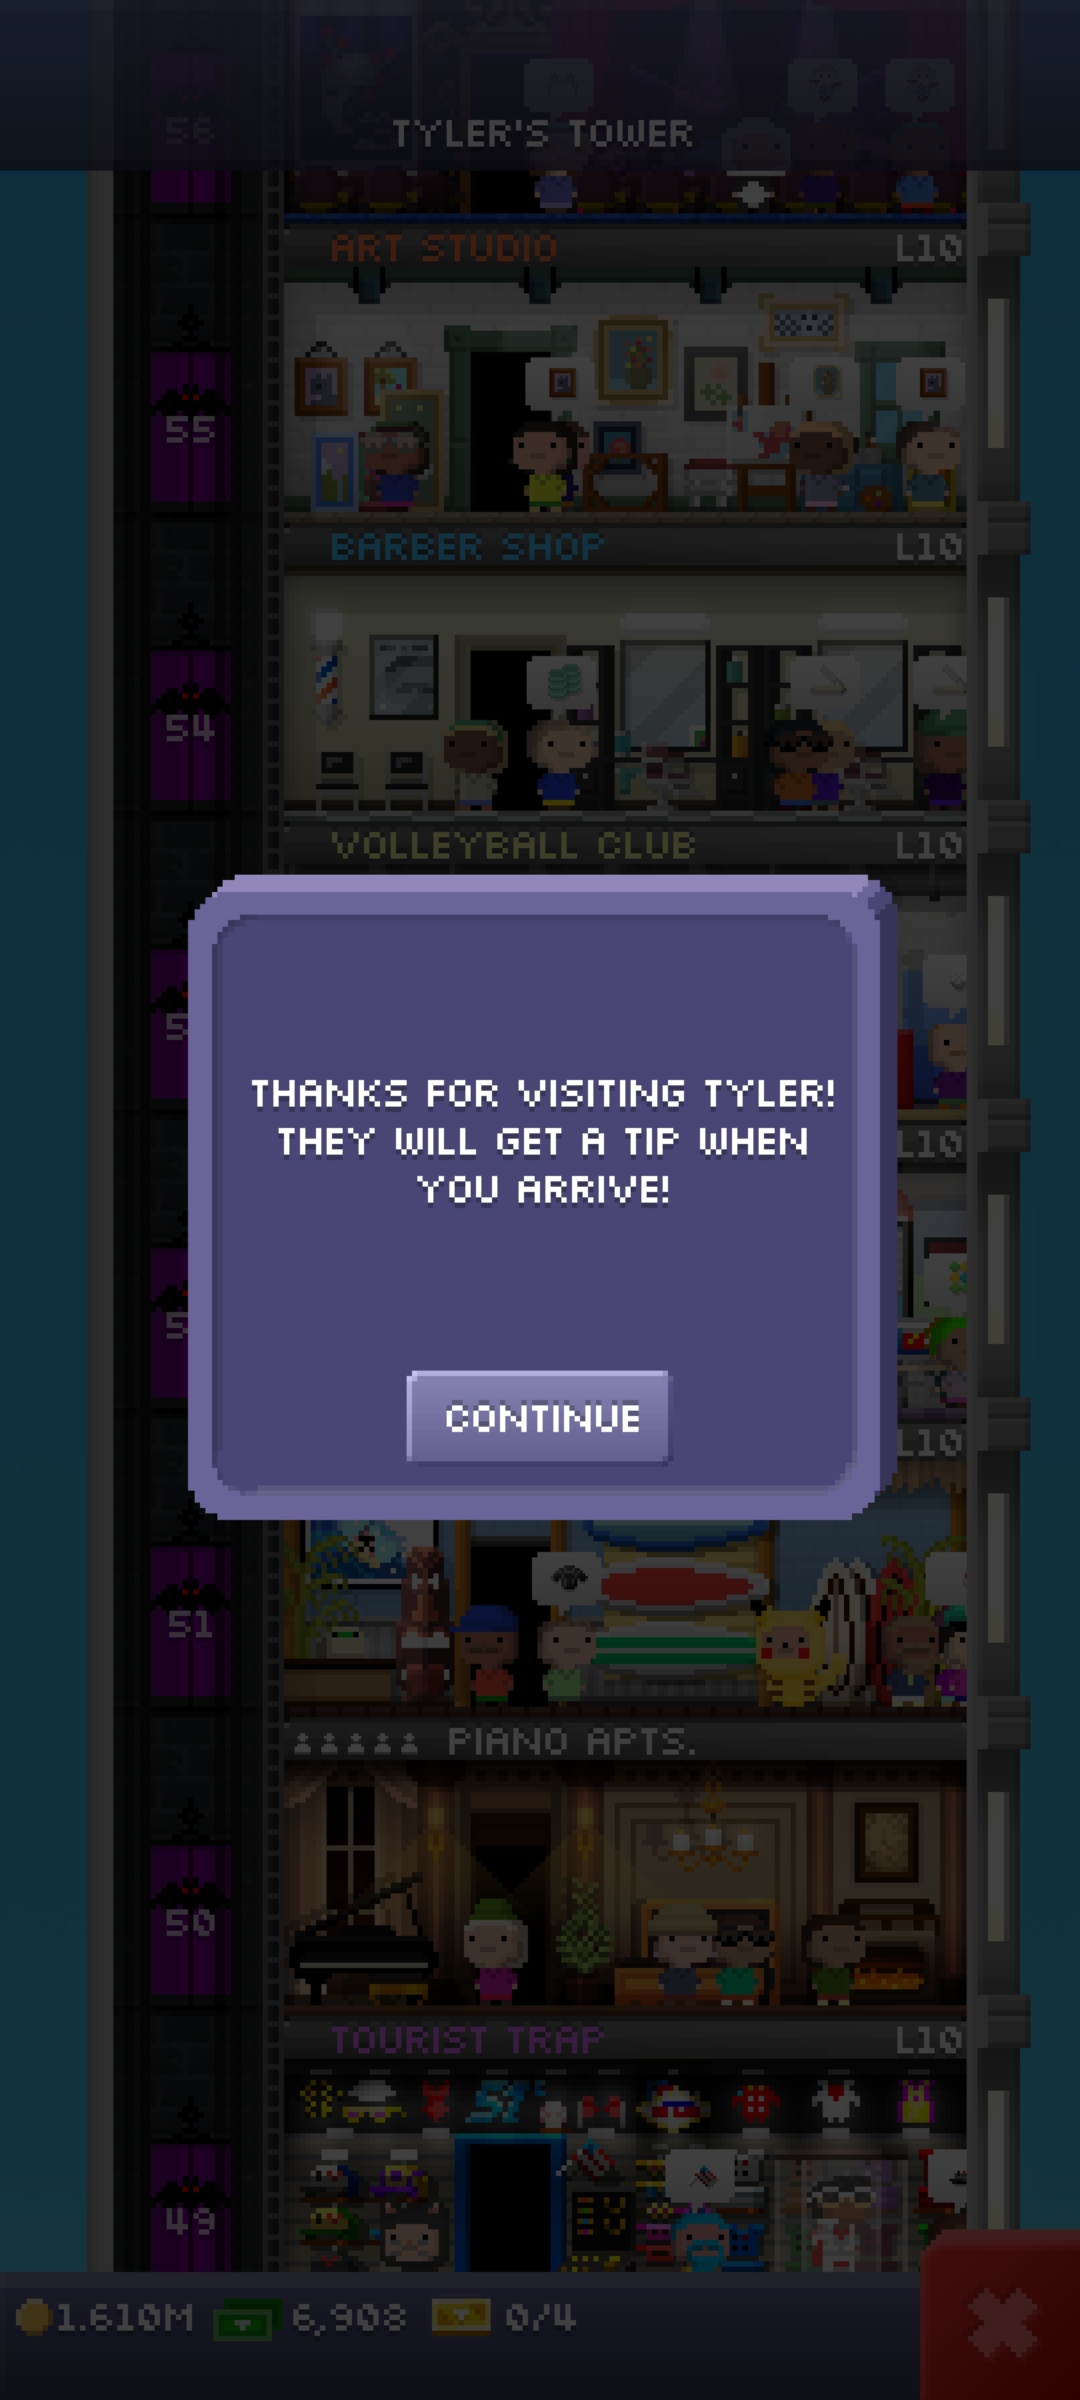 56
TYLER'S TOWER
ART STUDIO L10
55
BARBER SHOP L10
54
VOLLEYBALL CLUB L10
THANKS FOR VISITING TYLER!
THEY WILL GET A TIP WHEN
YOU ARRIVE!
L10
CONTINUE
L10
51
PIANO APTS.
50
TOURIST TRAP L10
49
1.610M 6,908 0/4